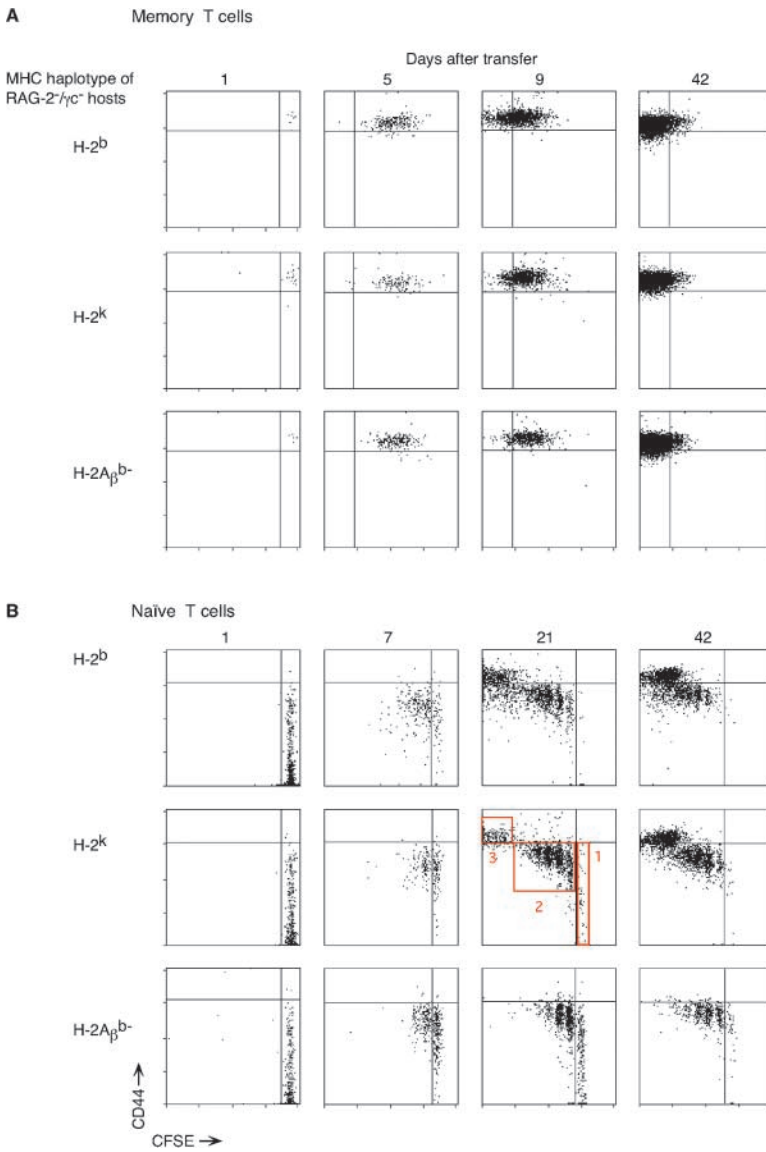 A Memory T cells
Days after transfer
MHC haplotype of
RAG-2⁻/γc⁻ hosts
1 5 9 42
H-2ᵇ
H-2ᵏ
H-2Aᵦᵇ⁻
B Naïve T cells
1 7 21 42
H-2ᵇ
H-2ᵏ
3 1
2
H-2Aᵦᵇ⁻
CD44 →
CFSE →